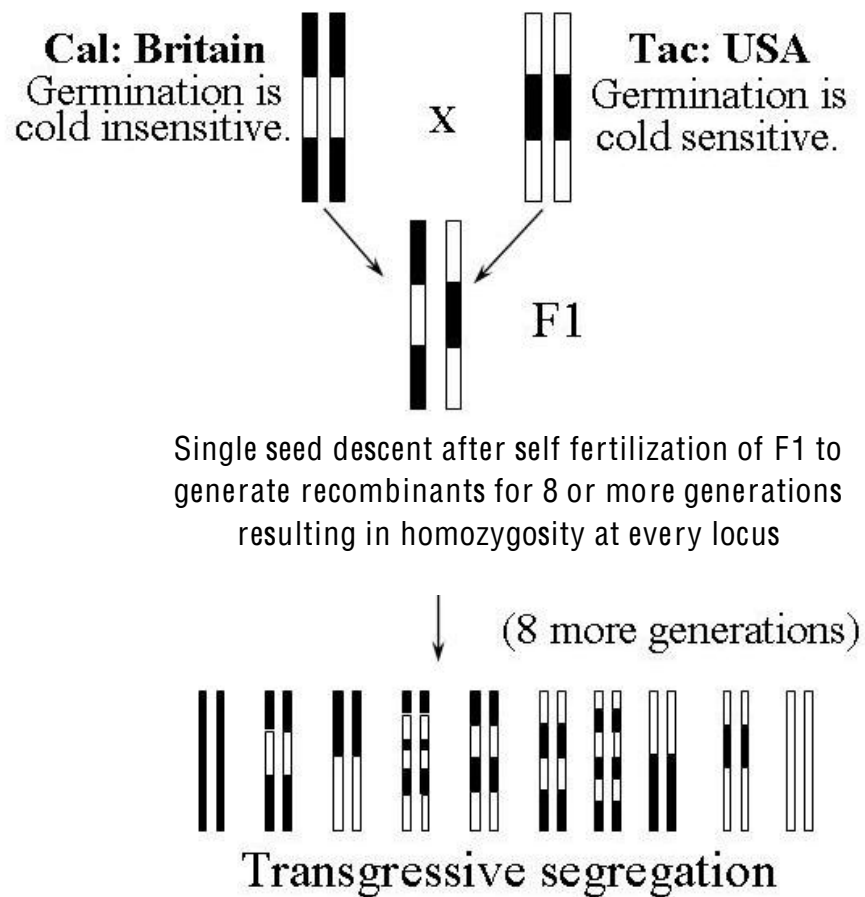 Cal: Britain
Germination is
cold insensitive.
x
Tac: USA
Germination is
cold sensitive.
F1
Single seed descent after self fertilization of F1 to
generate recombinants for 8 or more generations
resulting in homozygosity at every locus
(8 more generations)
Transgressive segregation